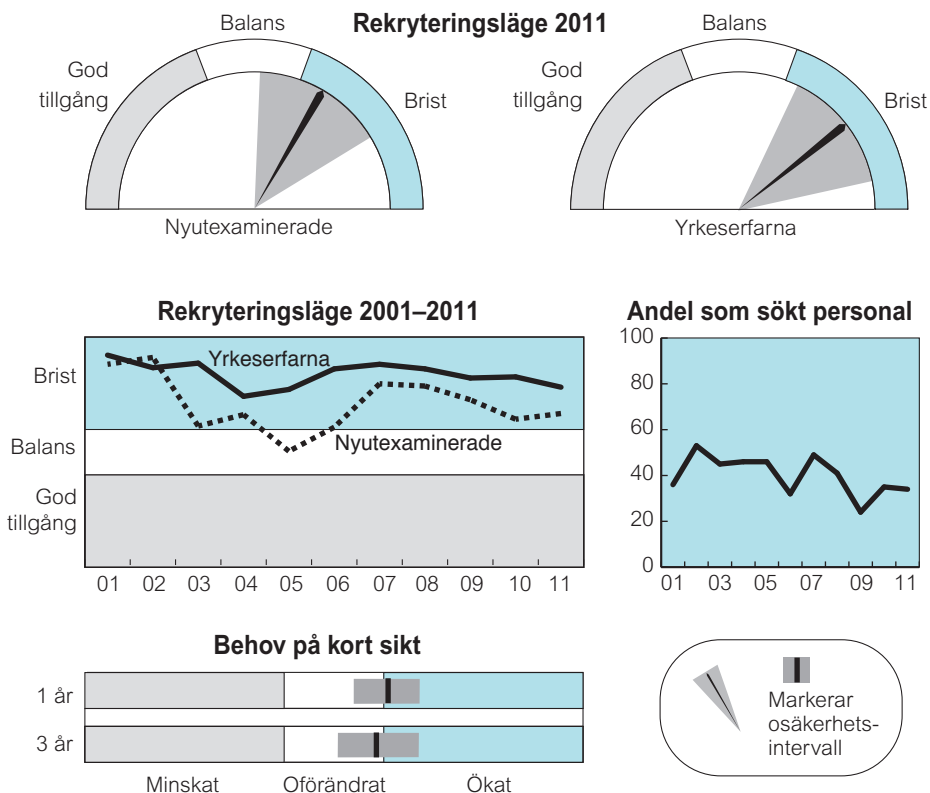 Rekryteringsläge 2011
Balans
God
tillgång
Brist
Nyutexaminerade
Balans
God
tillgång
Brist
Yrkeserfarna
Rekryteringsläge 2001–2011
Brist
Balans
God
tillgång
Yrkeserfarna
Nyutexaminerade
01 02 03 04 05 06 07 08 09 10 11
Andel som sökt personal
100
80
60
40
20
0
01 03 05 07 09 11
Behov på kort sikt
1 år
3 år
Minskat Oförändrat Ökat
Markerar
osäkerhets-
intervall